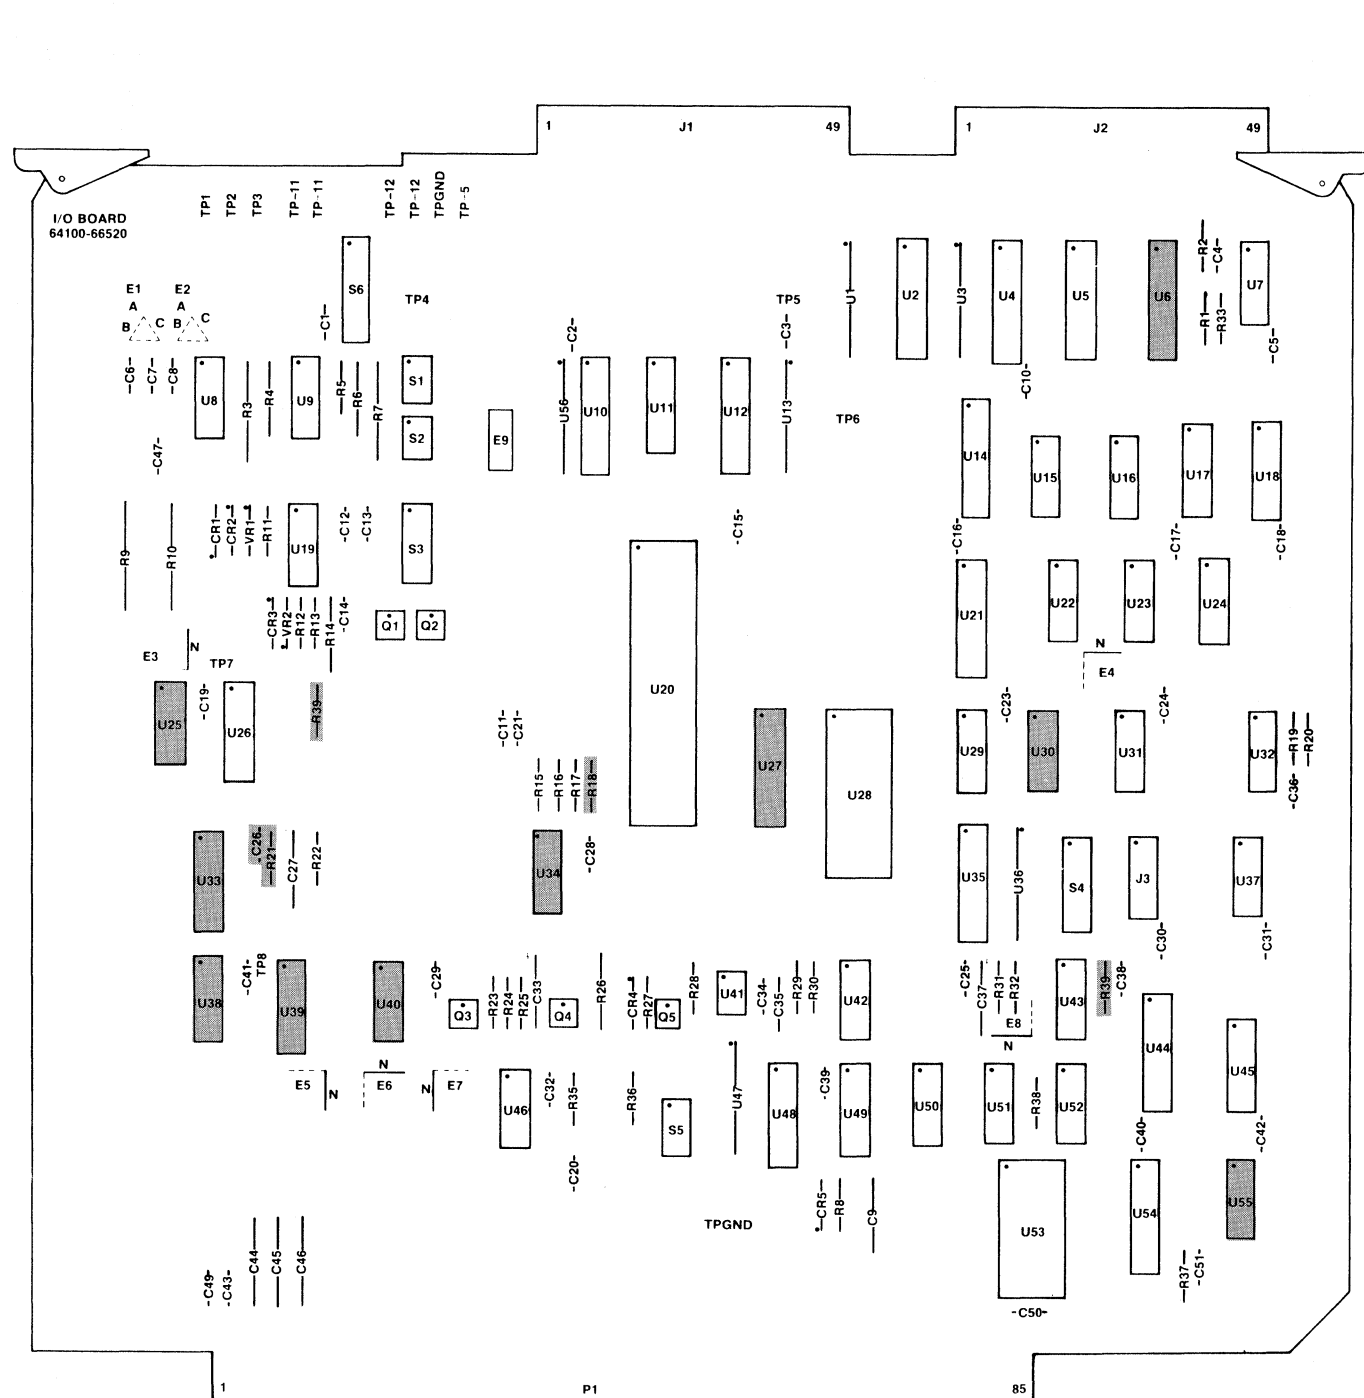 1 J1 49 1 J2 49
I/O BOARD
64100-66520
TP1 TP2 TP3 TP-11 TP-11 TP-12 TP-12 TPGND TP-5
E1 E2
A A
B C B C
S6
C1
TP4
C2
TP5
C3
U1 U2 U3 U4 U5 U6
R2 C4
R1 R33
U7
C5
C10
C6 C7 C8
U8 R3 R4 U9 R5 R6 R7
S1
S2
E9
U56 U10 U11 U12 U13
TP6
C47
U14 U15 U16 U17 U18
R9 R10
CR1 CR2 VR1 R11
U19
C12 C13
S3
C15
C16 C17 C18
CR3 VR2 R12 R13 R14 C14
Q1 Q2
U20
U21 U22 U23 U24
N
E3
TP7
N
E4
U25 C19 U26 R39
C11 C21
R15 R16 R17 R18
U27 U28
C23 C24
U29 U30 U31 U32 R19 R20
C36
U33 C26 R21 C27 R22
U34 C28
U35 U36 S4 J3 U37
C30 C31
U38 C41 TP8 U39 U40 C29
Q3 R23 R24 R25 C33 Q4 R26 CR4 R27 Q5 R28 U41 C34 C35 R29 R30 U42
C25 C37 R31 R32
E8
N
U43 R39 C38
U44 U45
E5 N
N
E6
N E7
U46 C32 R35 R36 S5 U47 U48 C39 U49 U50 U51 R38 U52
C40 C42
C20
CR5 R8 C9
TPGND
U53 U54 U55
R37 C51
C49 C43 C44 C45 C46
C50
1 P1 85